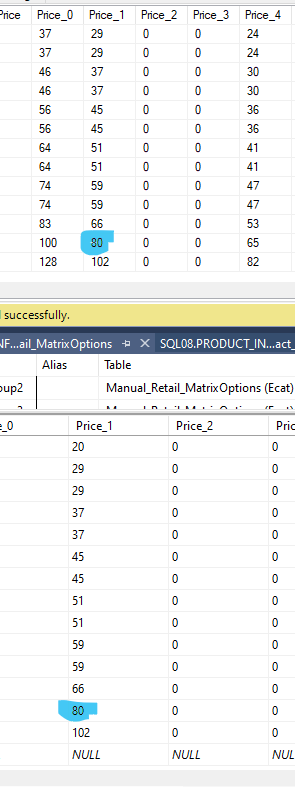 Price Price_0 Price_1 Price_2 Price_3 Price_4
37 29 0 0 24
37 29 0 0 24
46 37 0 0 30
46 37 0 0 30
56 45 0 0 36
56 45 0 0 36
64 51 0 0 41
64 51 0 0 41
74 59 0 0 47
74 59 0 0 47
83 66 0 0 53
100 80 0 0 65
128 102 0 0 82
successfully.
NF...ail_MatrixOptions SQL08.PRODUCT_IN...act_
Alias Table
oup2 Manual_Retail_MatrixOptions (Ecat)
e_0 Price_1 Price_2 Pric
20 0 0
29 0 0
29 0 0
37 0 0
37 0 0
45 0 0
45 0 0
51 0 0
51 0 0
59 0 0
59 0 0
66 0 0
80 0 0
102 0 0
NULL NULL NULL